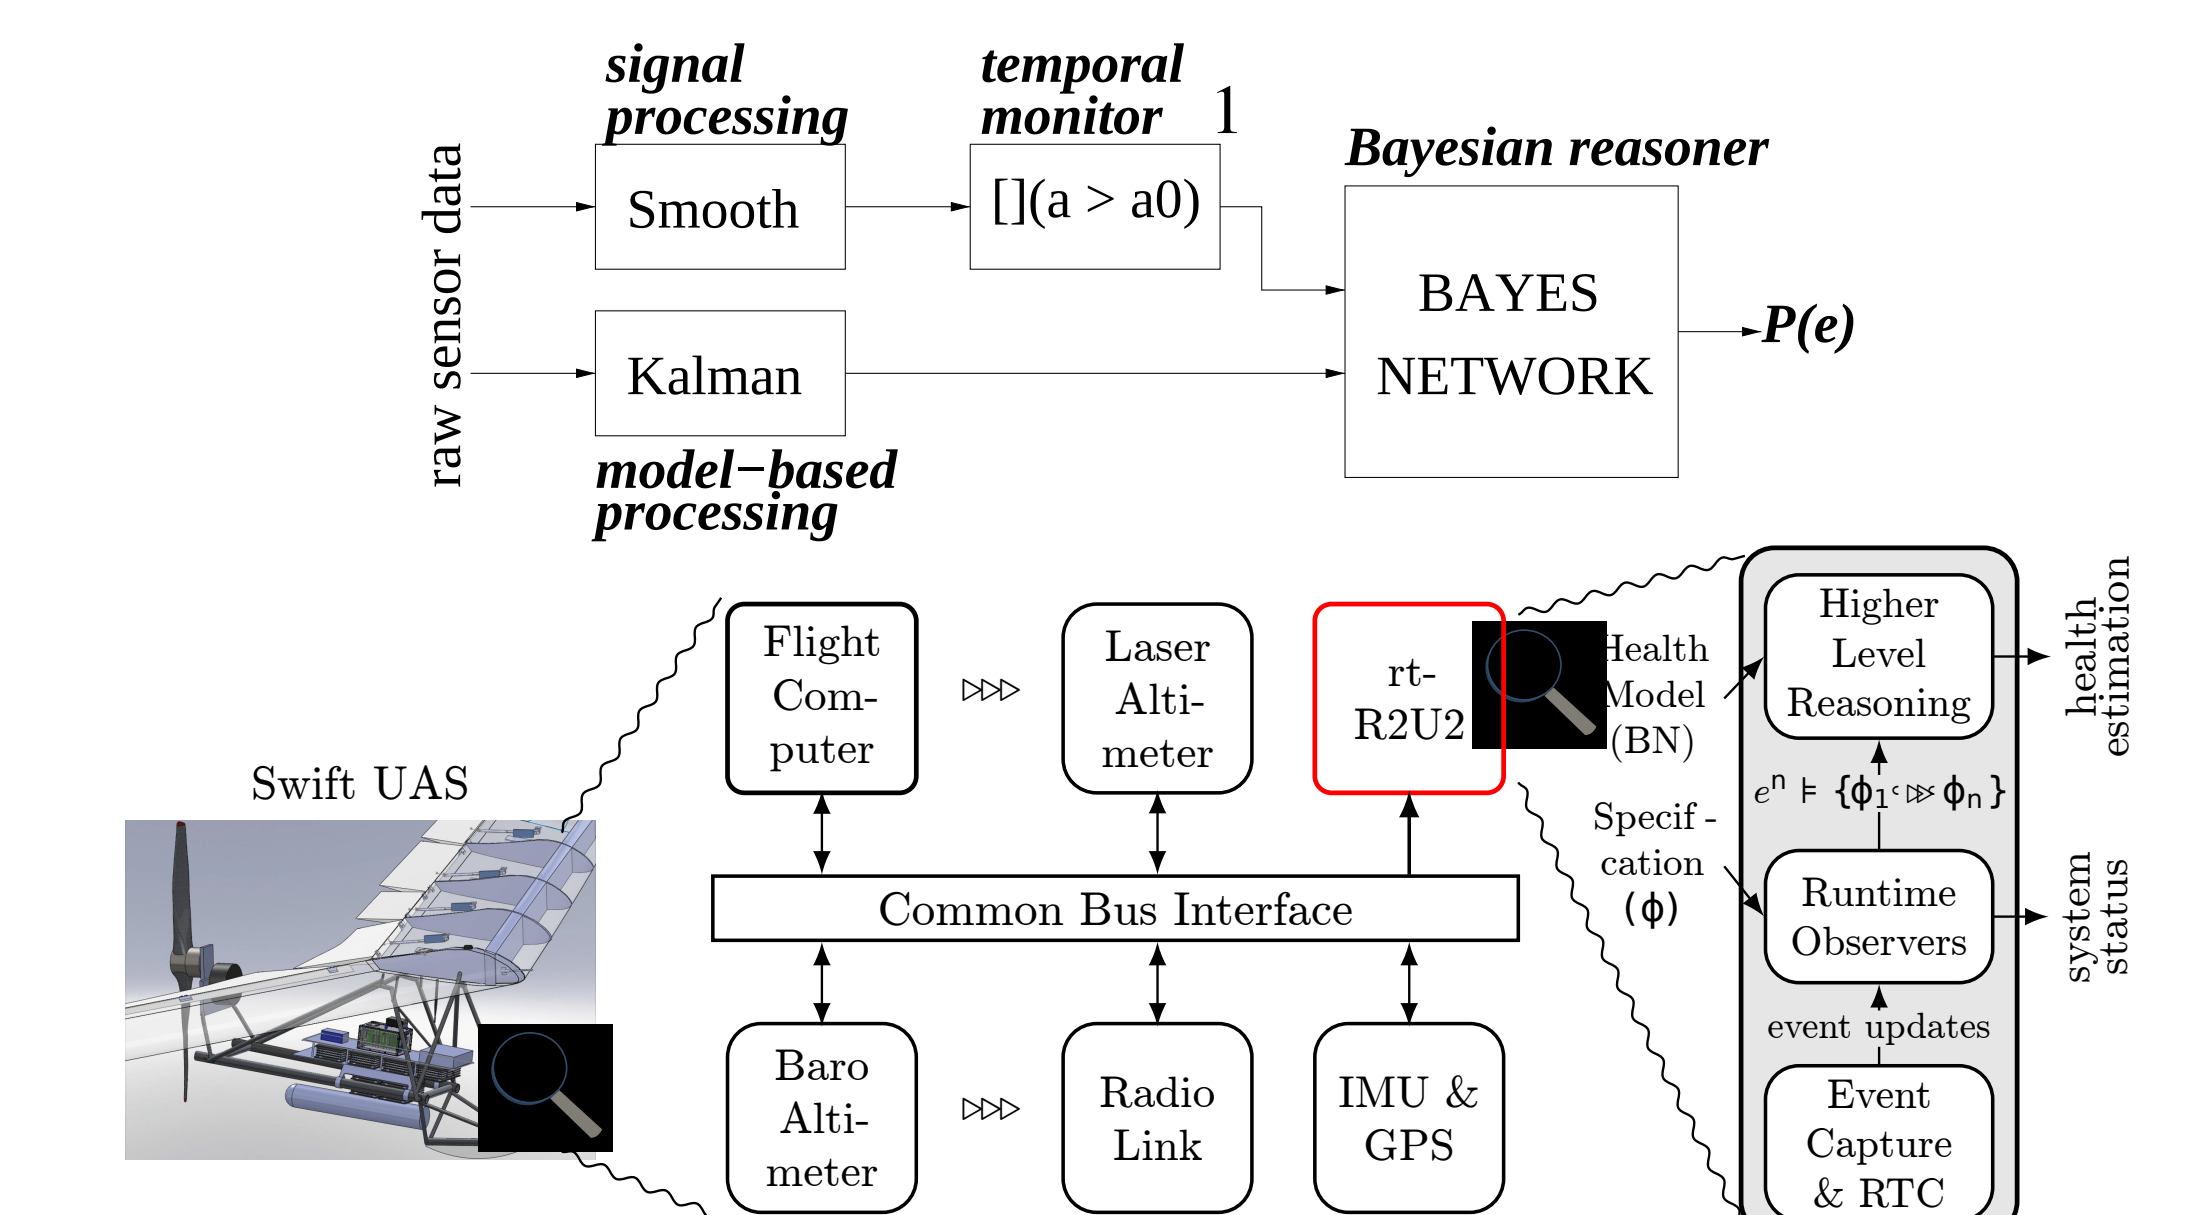 signal
processing
temporal
monitor 1
raw sensor data
Smooth
[](a > a0)
Bayesian reasoner
BAYES
NETWORK
P(e)
Kalman
model−based
processing
Swift UAS
Flight
Com-
puter
Laser
Alti-
meter
rt-
R2U2
Common Bus Interface
Baro
Alti-
meter
Radio
Link
IMU &
GPS
Health
Model
(BN)
Specif -
cation
(ϕ)
Higher
Level
Reasoning
health
estimation
Runtime
Observers
system
status
event updates
Event
Capture
& RTC